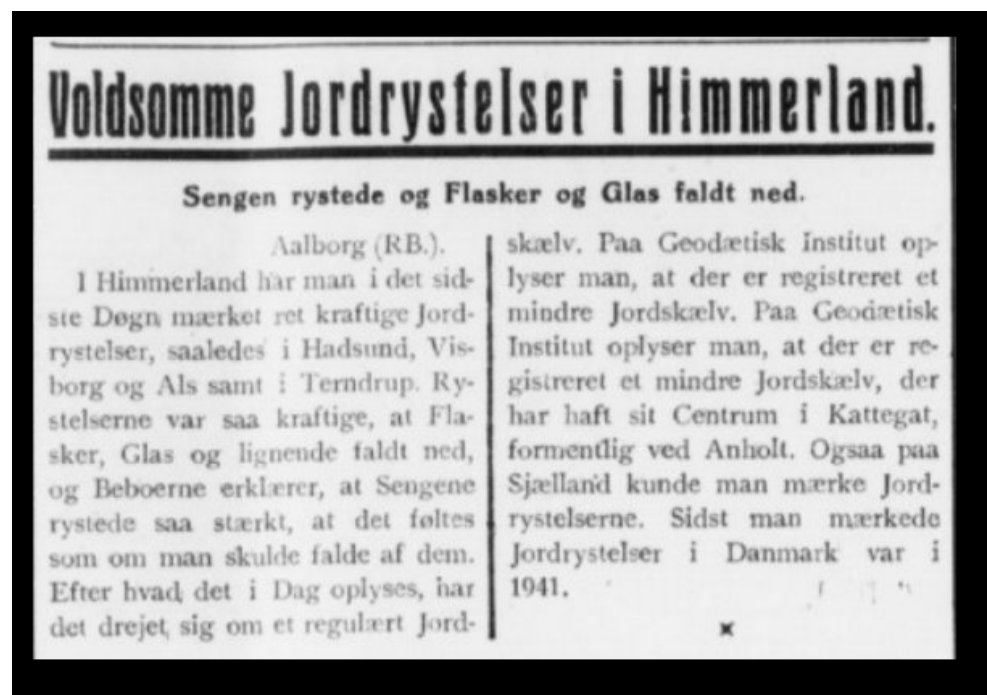 Voldsomme Jordrystelser i Himmerland.
Sengen rystede og Flasker og Glas faldt ned.
Aalborg (RB.).
I Himmerland har man i det sid-
ste Døgn mærket ret kraftige Jord-
rystelser, saaledes i Hadsund, Vis-
borg og Als samt i Terndrup. Ry-
stelserne var saa kraftige, at Fla-
sker, Glas og lignende faldt ned,
og Beboerne erklærer, at Sengene
rystede saa stærkt, at det føltes
som om man skulde falde af dem.
Efter hvad det i Dag oplyses, har
det drejet sig om et regulært Jord-
skælv. Paa Geodætisk Institut op-
lyser man, at der er registreret et
mindre Jordskælv. Paa Geodætisk
Institut oplyser man, at der er re-
gistreret et mindre Jordskælv, der
har haft sit Centrum i Kattegat,
formentlig ved Anholt. Ogsaa paa
Sjælland kunde man mærke Jord-
rystelserne. Sidst man mærkede
Jordrystelser i Danmark var i
1941.